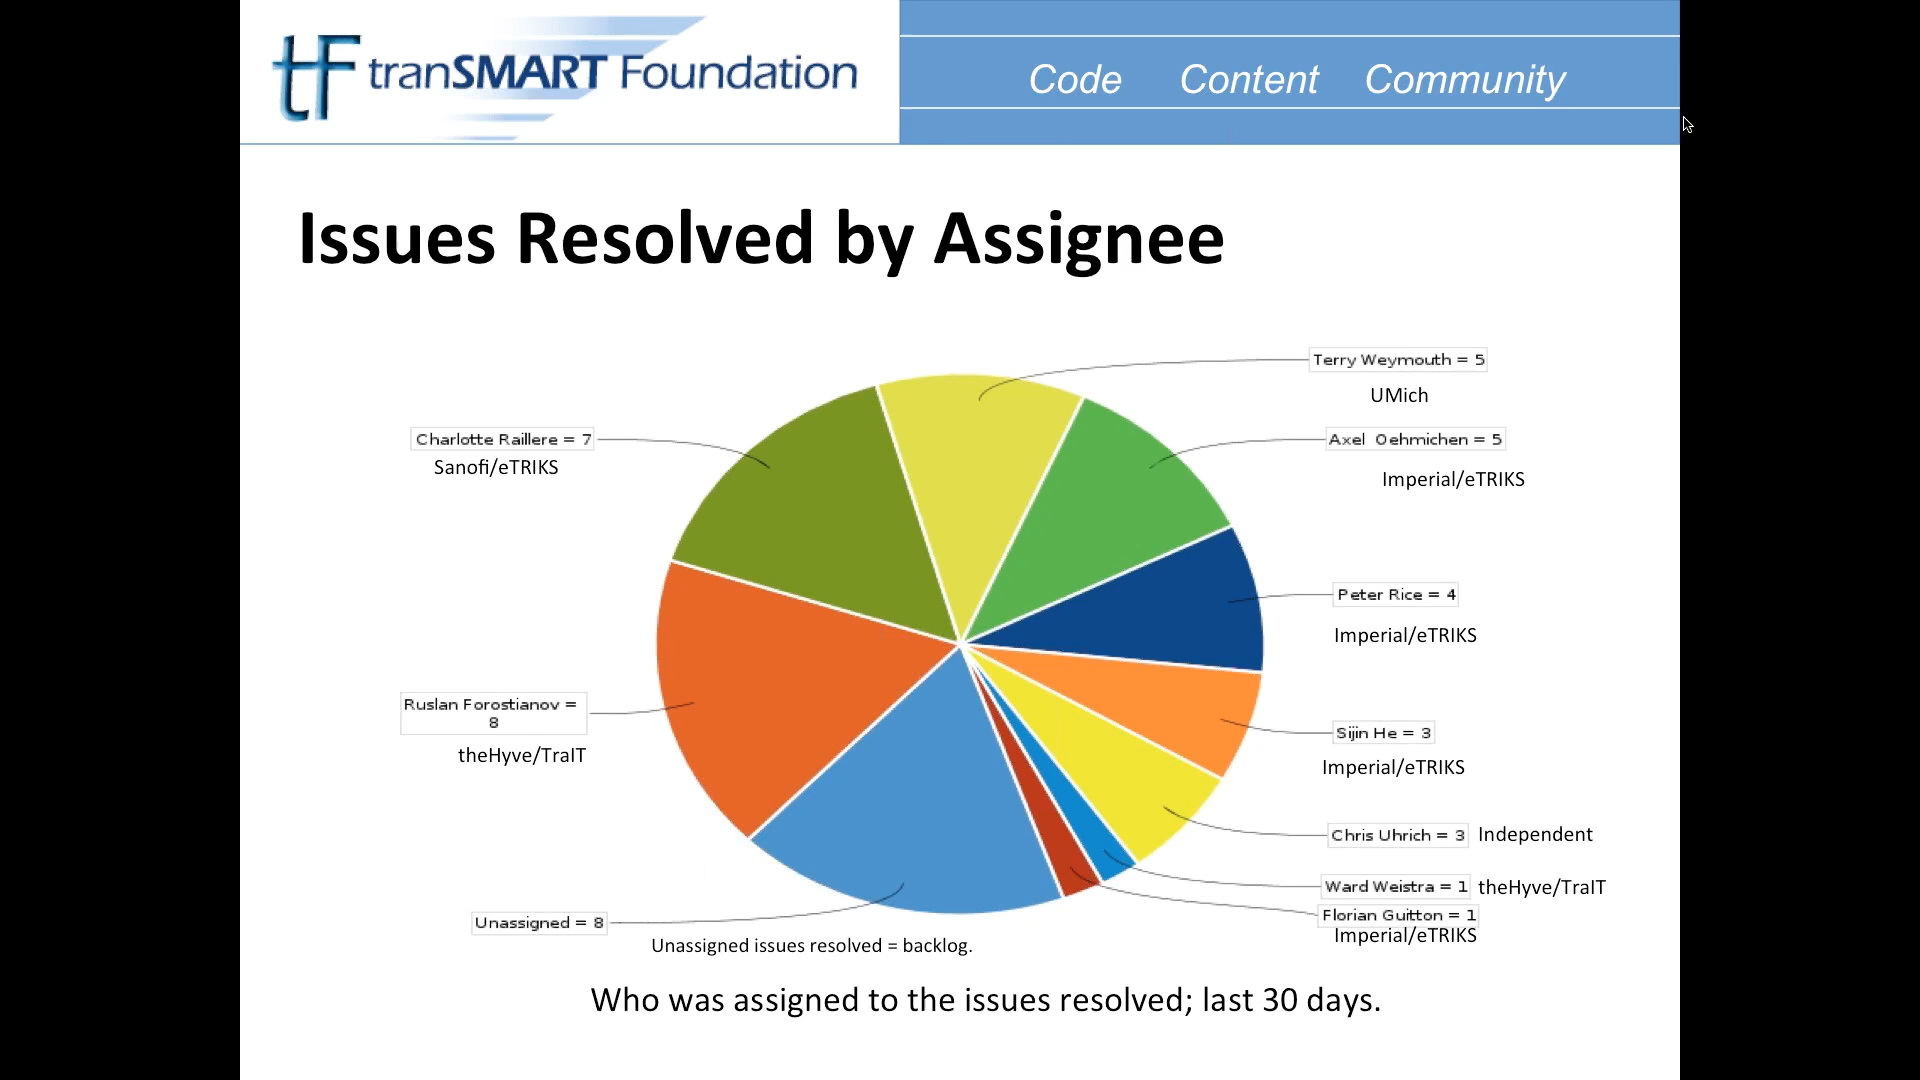 tF tranSMART Foundation
Code Content Community
Issues Resolved by Assignee
Terry Weymouth = 5
UMich
Charlotte Raillere = 7
Sanofi/eTRIKS
Axel Oehmichen = 5
Imperial/eTRIKS
Peter Rice = 4
Imperial/eTRIKS
Ruslan Forostianov =
8
theHyve/TraIT
Sijin He = 3
Imperial/eTRIKS
Chris Uhrich = 3 Independent
Ward Weistra = 1 theHyve/TraIT
Florian Guitton = 1
Imperial/eTRIKS
Unassigned = 8
Unassigned issues resolved = backlog.
Who was assigned to the issues resolved; last 30 days.